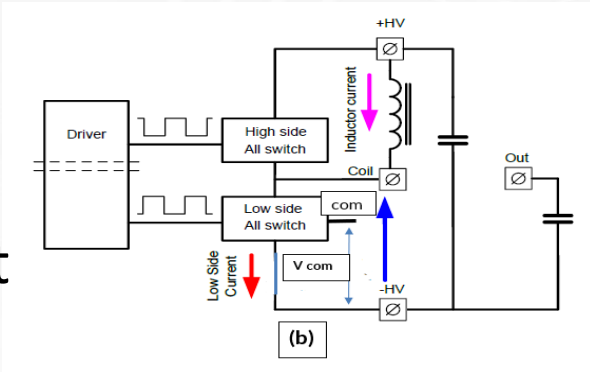 +HV
Inductor current
Driver
High side
All switch
Coil
Out
Low side
All switch
com
Low Side
Current
V com
-HV
(b)
t